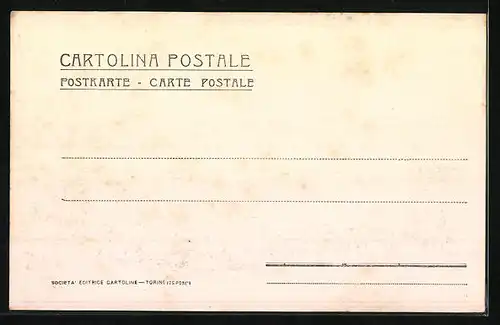 CARTOLINA POSTALE
POSTKARTE - CARTE POSTALE
SOCIETA' EDITRICE CARTOLINE — TORINO